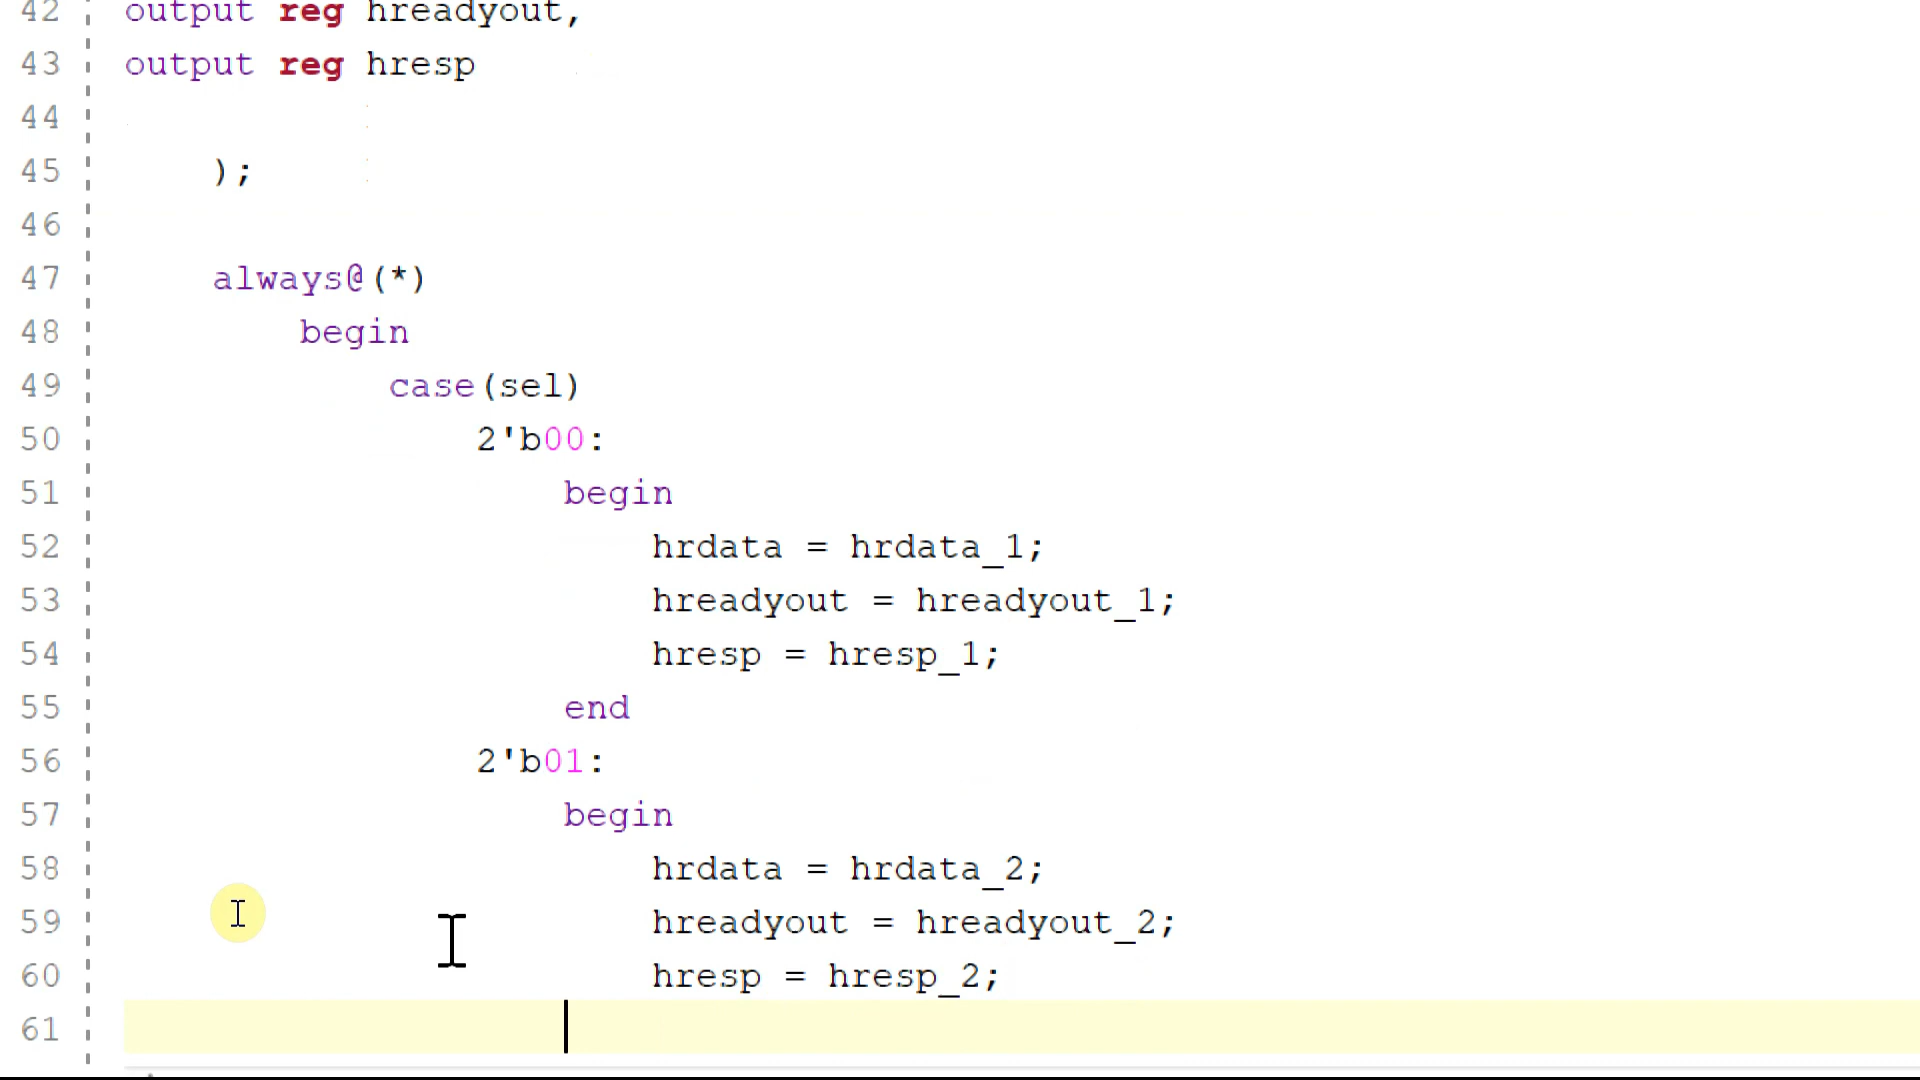 42 output reg hreadyout,
43 output reg hresp
44
45 );
46
47 always@(*)
48 begin
49 case(sel)
50 2'b00:
51 begin
52 hrdata = hrdata_1;
53 hreadyout = hreadyout_1;
54 hresp = hresp_1;
55 end
56 2'b01:
57 begin
58 hrdata = hrdata_2;
59 hreadyout = hreadyout_2;
60 hresp = hresp_2;
61